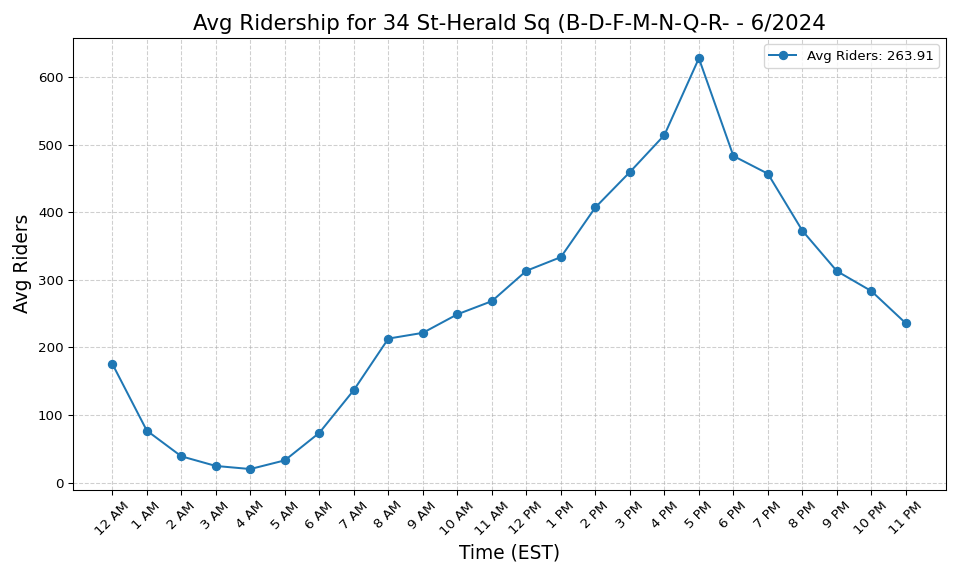 Avg Ridership for 34 St-Herald Sq (B-D-F-M-N-Q-R- - 6/2024
Avg Riders: 263.91
Avg Riders
600
500
400
300
200
100
0
12 AM 1 AM 2 AM 3 AM 4 AM 5 AM 6 AM 7 AM 8 AM 9 AM 10 AM 11 AM 12 PM 1 PM 2 PM 3 PM 4 PM 5 PM 6 PM 7 PM 8 PM 9 PM 10 PM 11 PM
Time (EST)